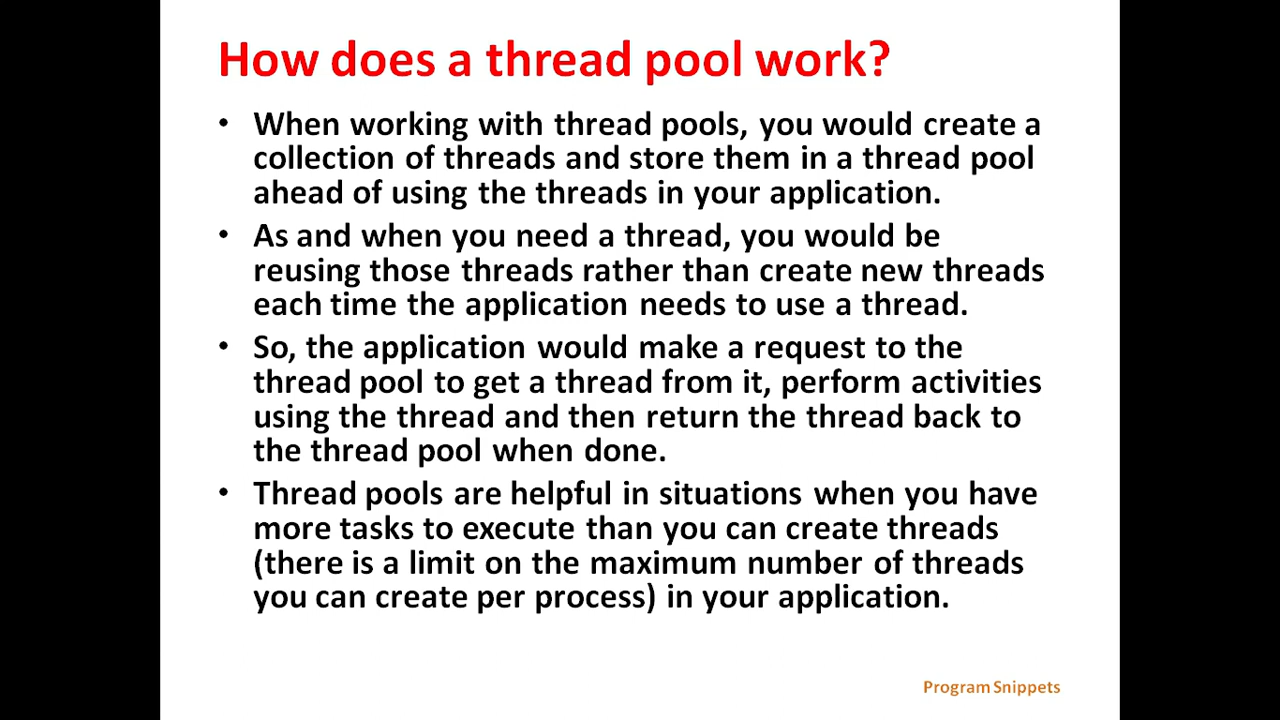 How does a thread pool work?
• When working with thread pools, you would create a
collection of threads and store them in a thread pool
ahead of using the threads in your application.
• As and when you need a thread, you would be
reusing those threads rather than create new threads
each time the application needs to use a thread.
• So, the application would make a request to the
thread pool to get a thread from it, perform activities
using the thread and then return the thread back to
the thread pool when done.
• Thread pools are helpful in situations when you have
more tasks to execute than you can create threads
(there is a limit on the maximum number of threads
you can create per process) in your application.
Program Snippets